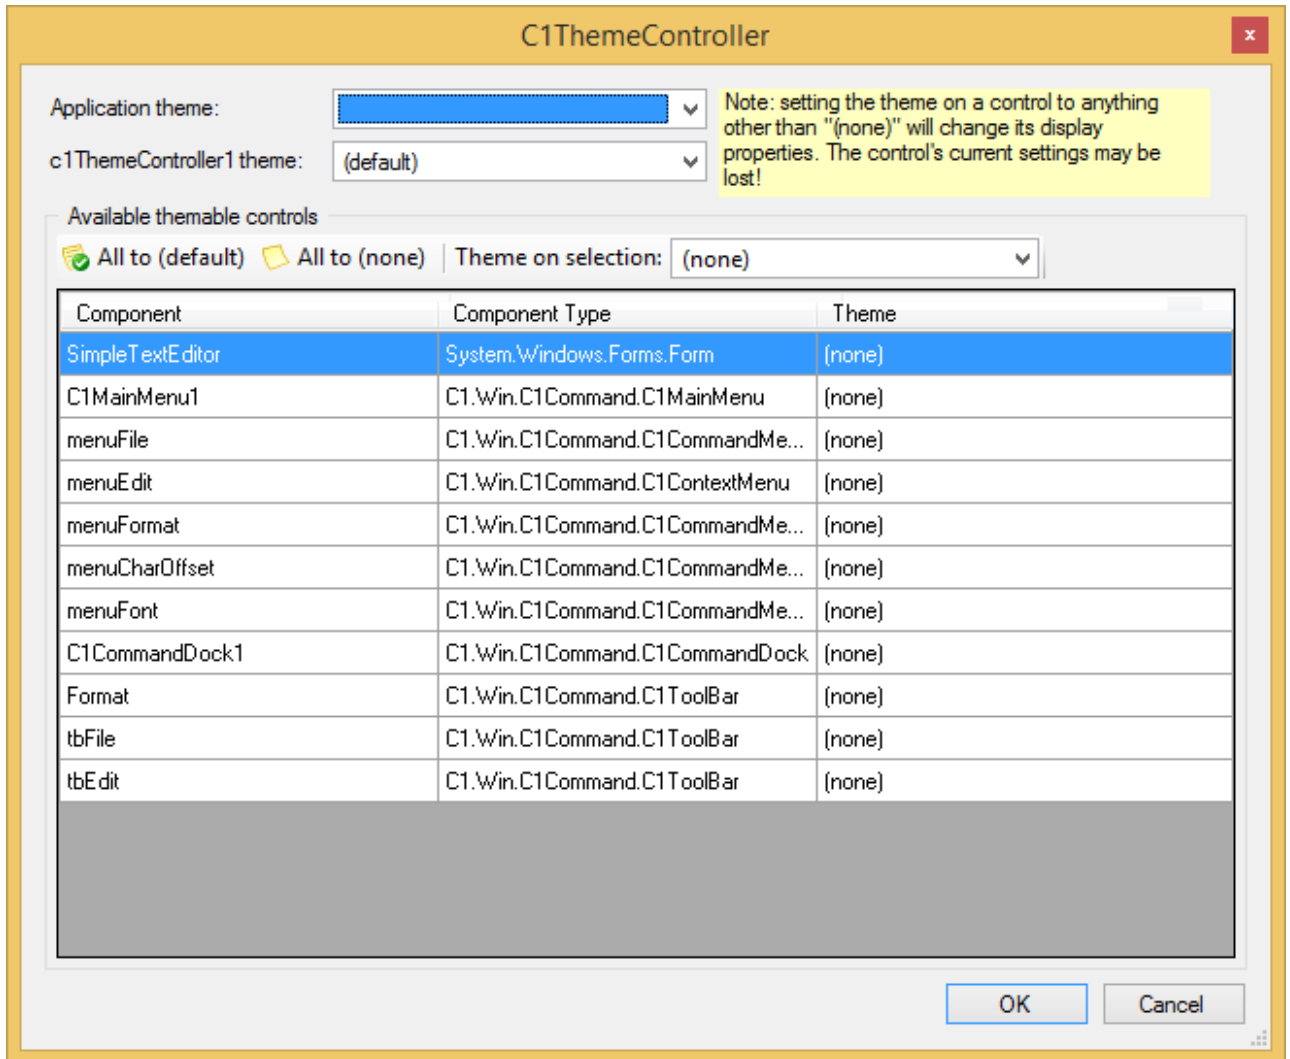 C1ThemeController
x
Application theme:
Note: setting the theme on a control to anything
other than "(none)" will change its display
properties. The control's current settings may be
lost!
c1ThemeController1 theme: (default)
Available themable controls
All to (default) All to (none) Theme on selection: (none)
Component Component Type Theme
SimpleTextEditor System.Windows.Forms.Form (none)
C1MainMenu1 C1.Win.C1Command.C1MainMenu (none)
menuFile C1.Win.C1Command.C1CommandMe... (none)
menuEdit C1.Win.C1Command.C1ContextMenu (none)
menuFormat C1.Win.C1Command.C1CommandMe... (none)
menuCharOffset C1.Win.C1Command.C1CommandMe... (none)
menuFont C1.Win.C1Command.C1CommandMe... (none)
C1CommandDock1 C1.Win.C1Command.C1CommandDock (none)
Format C1.Win.C1Command.C1ToolBar (none)
tbFile C1.Win.C1Command.C1ToolBar (none)
tbEdit C1.Win.C1Command.C1ToolBar (none)
OK Cancel